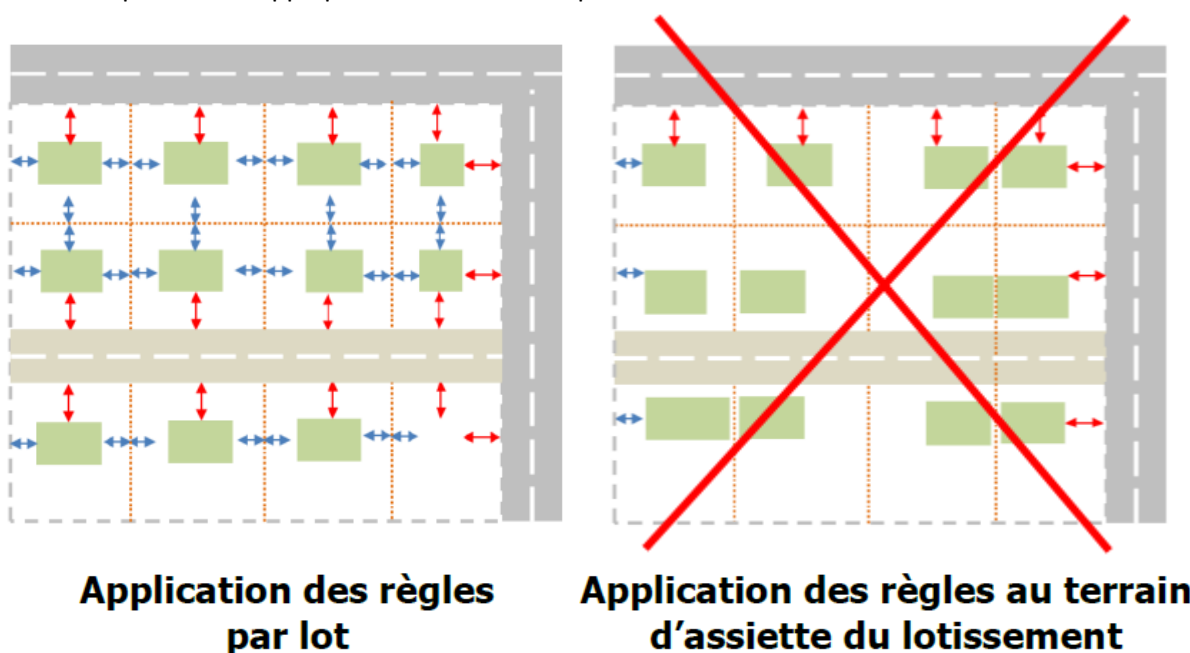 Application des règles
par lot
Application des règles au terrain
d'assiette du lotissement